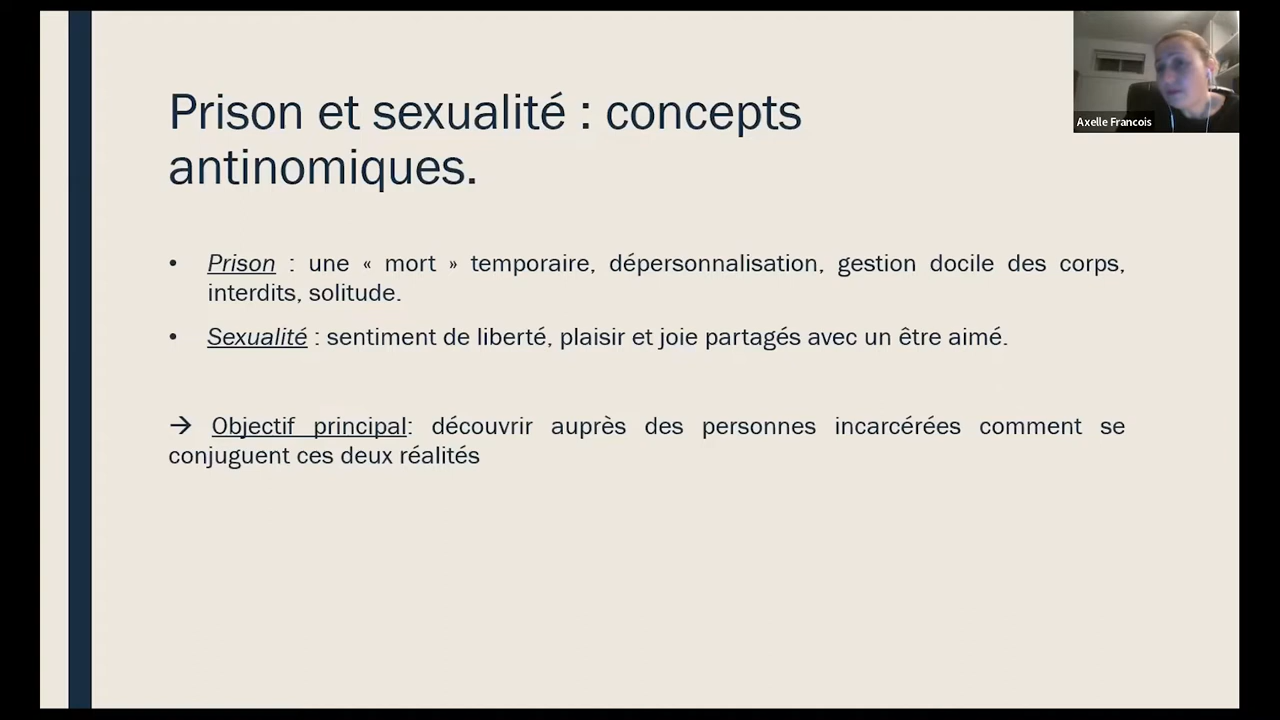 Prison et sexualité : concepts
antinomiques.
Axelle Francois
• Prison : une « mort » temporaire, dépersonnalisation, gestion docile des corps,
interdits, solitude.
• Sexualité : sentiment de liberté, plaisir et joie partagés avec un être aimé.
→ Objectif principal: découvrir auprès des personnes incarcérées comment se
conjuguent ces deux réalités